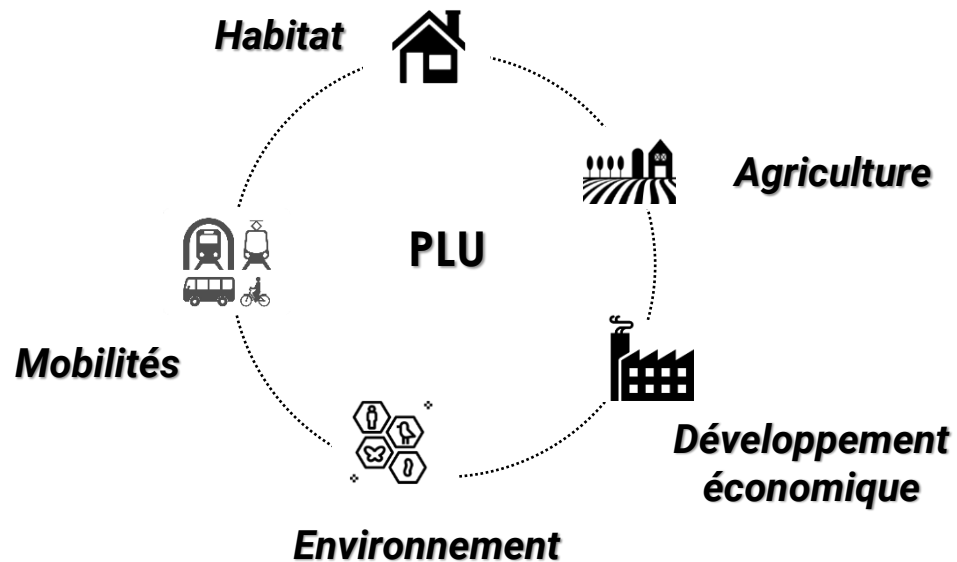 Habitat
Agriculture
PLU
Mobilités
Développement
économique
Environnement